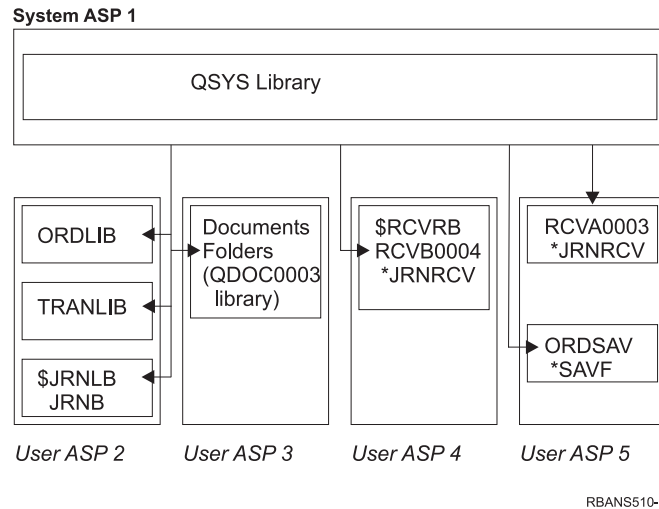 System ASP 1
QSYS Library
ORDLIB
TRANLIB
$JRNLB
JRNB
User ASP 2
Documents
Folders
(QDOC0003
library)
User ASP 3
$RCVRB
RCVB0004
*JRNRCV
User ASP 4
RCVA0003
*JRNRCV
ORDSAV
*SAVF
User ASP 5
RBANS510-